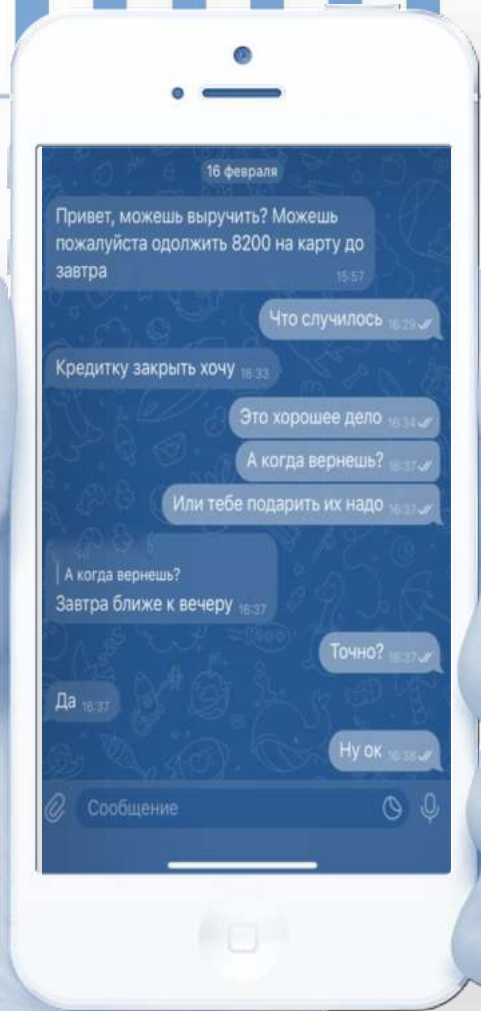 16 февраля
Привет, можешь выручить? Можешь
пожалуйста одолжить 8200 на карту до
завтра
15:57
Что случилось 16:29
Кредитку закрыть хочу 16:33
Это хорошее дело 16:34
А когда вернешь? 16:37
Или тебе подарить их надо 16:37
А когда вернешь?
Завтра ближе к вечеру 16:37
Точно? 16:37
Да 16:37
Ну ок 16:38
Сообщение